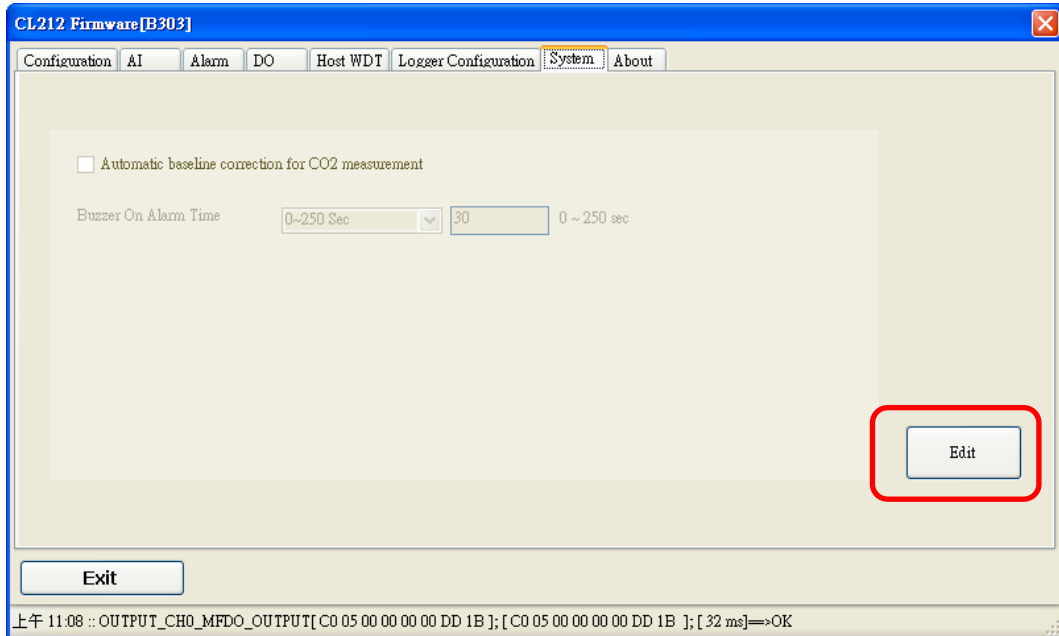 CL212 Firmware[B303]
Configuration AI Alarm DO Host WDT Logger Configuration System About
Automatic baseline correction for CO2 measurement
Buzzer On Alarm Time 0~250 Sec 30 0 ~ 250 sec
Edit
Exit
上午 11:08 :: OUTPUT_CH0_MFDO_OUTPUT[ C0 05 00 00 00 00 DD 1B ]; [ C0 05 00 00 00 00 DD 1B ]; [ 32 ms]==>OK